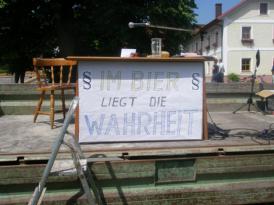 § IM BIER §
LIEGT DIE
WAHRHEIT